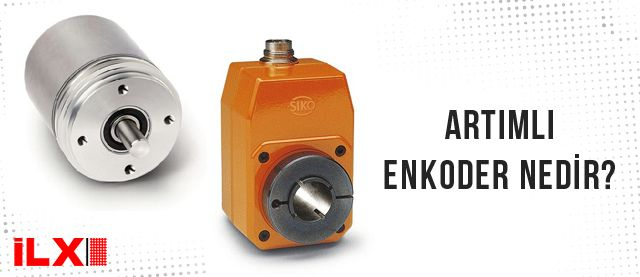 SIKO
ARTIMLI
ENKODER NEDİR?
İLX